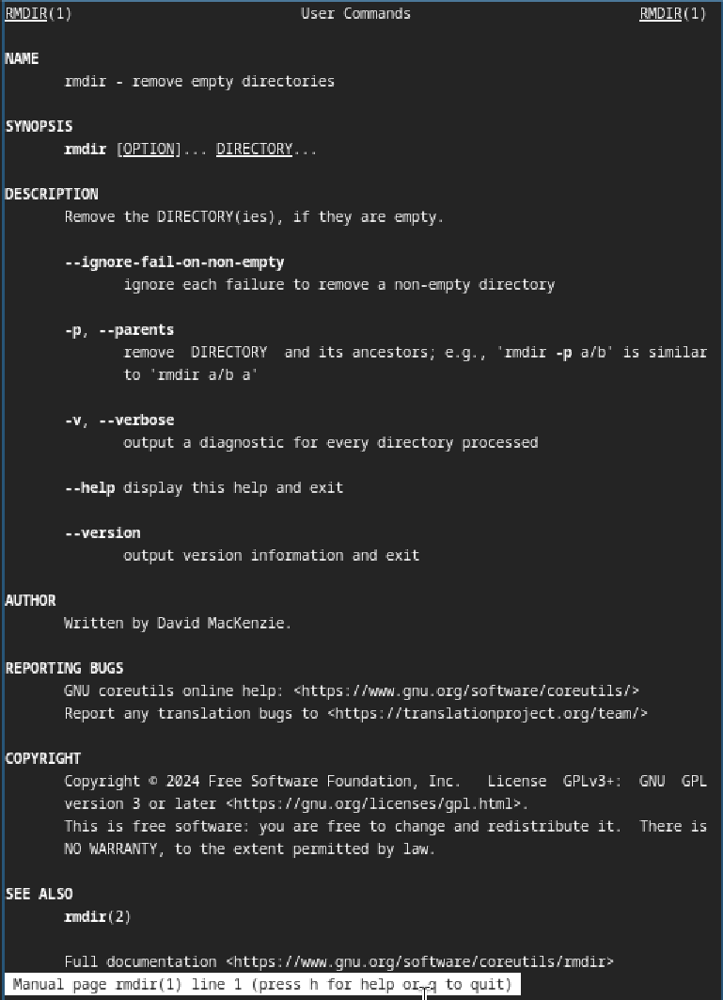 RMDIR(1) User Commands RMDIR(1)
NAME
rmdir - remove empty directories
SYNOPSIS
rmdir [OPTION]... DIRECTORY...
DESCRIPTION
Remove the DIRECTORY(ies), if they are empty.
--ignore-fail-on-non-empty
ignore each failure to remove a non-empty directory
-p, --parents
remove DIRECTORY and its ancestors; e.g., 'rmdir -p a/b' is similar
to 'rmdir a/b a'
-v, --verbose
output a diagnostic for every directory processed
--help display this help and exit
--version
output version information and exit
AUTHOR
Written by David MacKenzie.
REPORTING BUGS
GNU coreutils online help: <https://www.gnu.org/software/coreutils/>
Report any translation bugs to <https://translationproject.org/team/>
COPYRIGHT
Copyright © 2024 Free Software Foundation, Inc. License GPLv3+: GNU GPL
version 3 or later <https://gnu.org/licenses/gpl.html>.
This is free software: you are free to change and redistribute it. There is
NO WARRANTY, to the extent permitted by law.
SEE ALSO
rmdir(2)
Full documentation <https://www.gnu.org/software/coreutils/rmdir>
Manual page rmdir(1) line 1 (press h for help or q to quit)